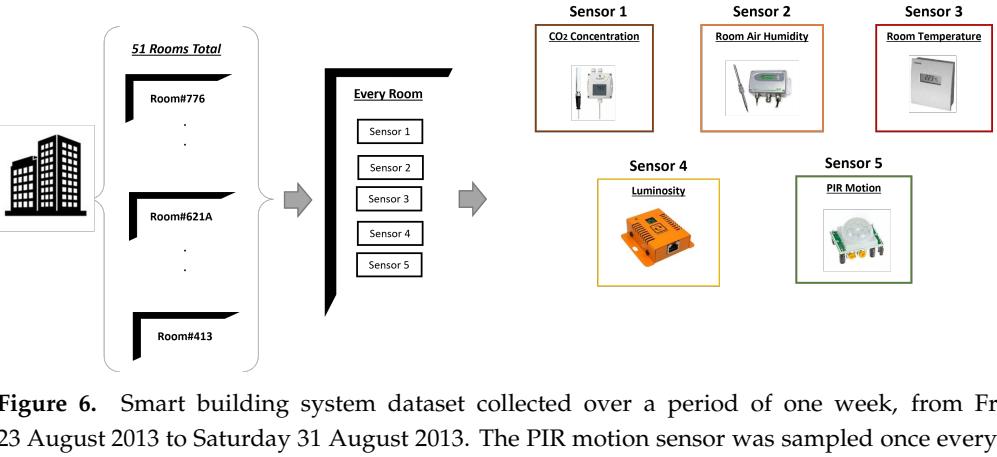 Sensor 1
Sensor 2
Sensor 3
51 Rooms Total
CO2 Concentration
Room Air Humidity
Room Temperature
Room#776
.
.
Every Room
Sensor 1
Sensor 2
Sensor 3
Sensor 4
Sensor 5
Room#621A
.
.
Room#413
Sensor 4
Sensor 5
Luminosity
PIR Motion
Figure 6. Smart building system dataset collected over a period of one week, from Fr
23 August 2013 to Saturday 31 August 2013. The PIR motion sensor was sampled once every